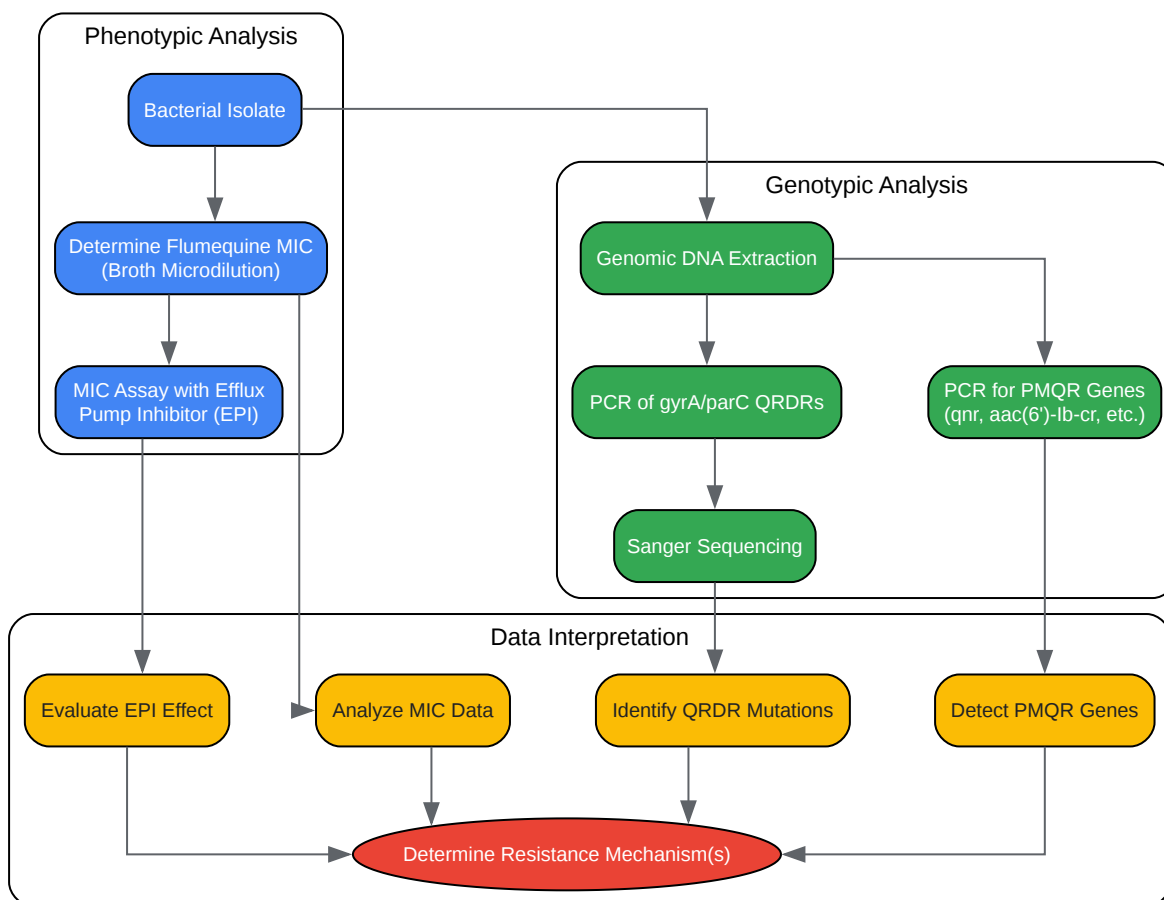 Phenotypic Analysis
Bacterial Isolate
Determine Flumequine MIC
(Broth Microdilution)
MIC Assay with Efflux
Pump Inhibitor (EPI)
Genotypic Analysis
Genomic DNA Extraction
PCR of gyrA/parC QRDRs
PCR for PMQR Genes
(qnr, aac(6')-Ib-cr, etc.)
Sanger Sequencing
Data Interpretation
Evaluate EPI Effect
Analyze MIC Data
Identify QRDR Mutations
Detect PMQR Genes
Determine Resistance Mechanism(s)